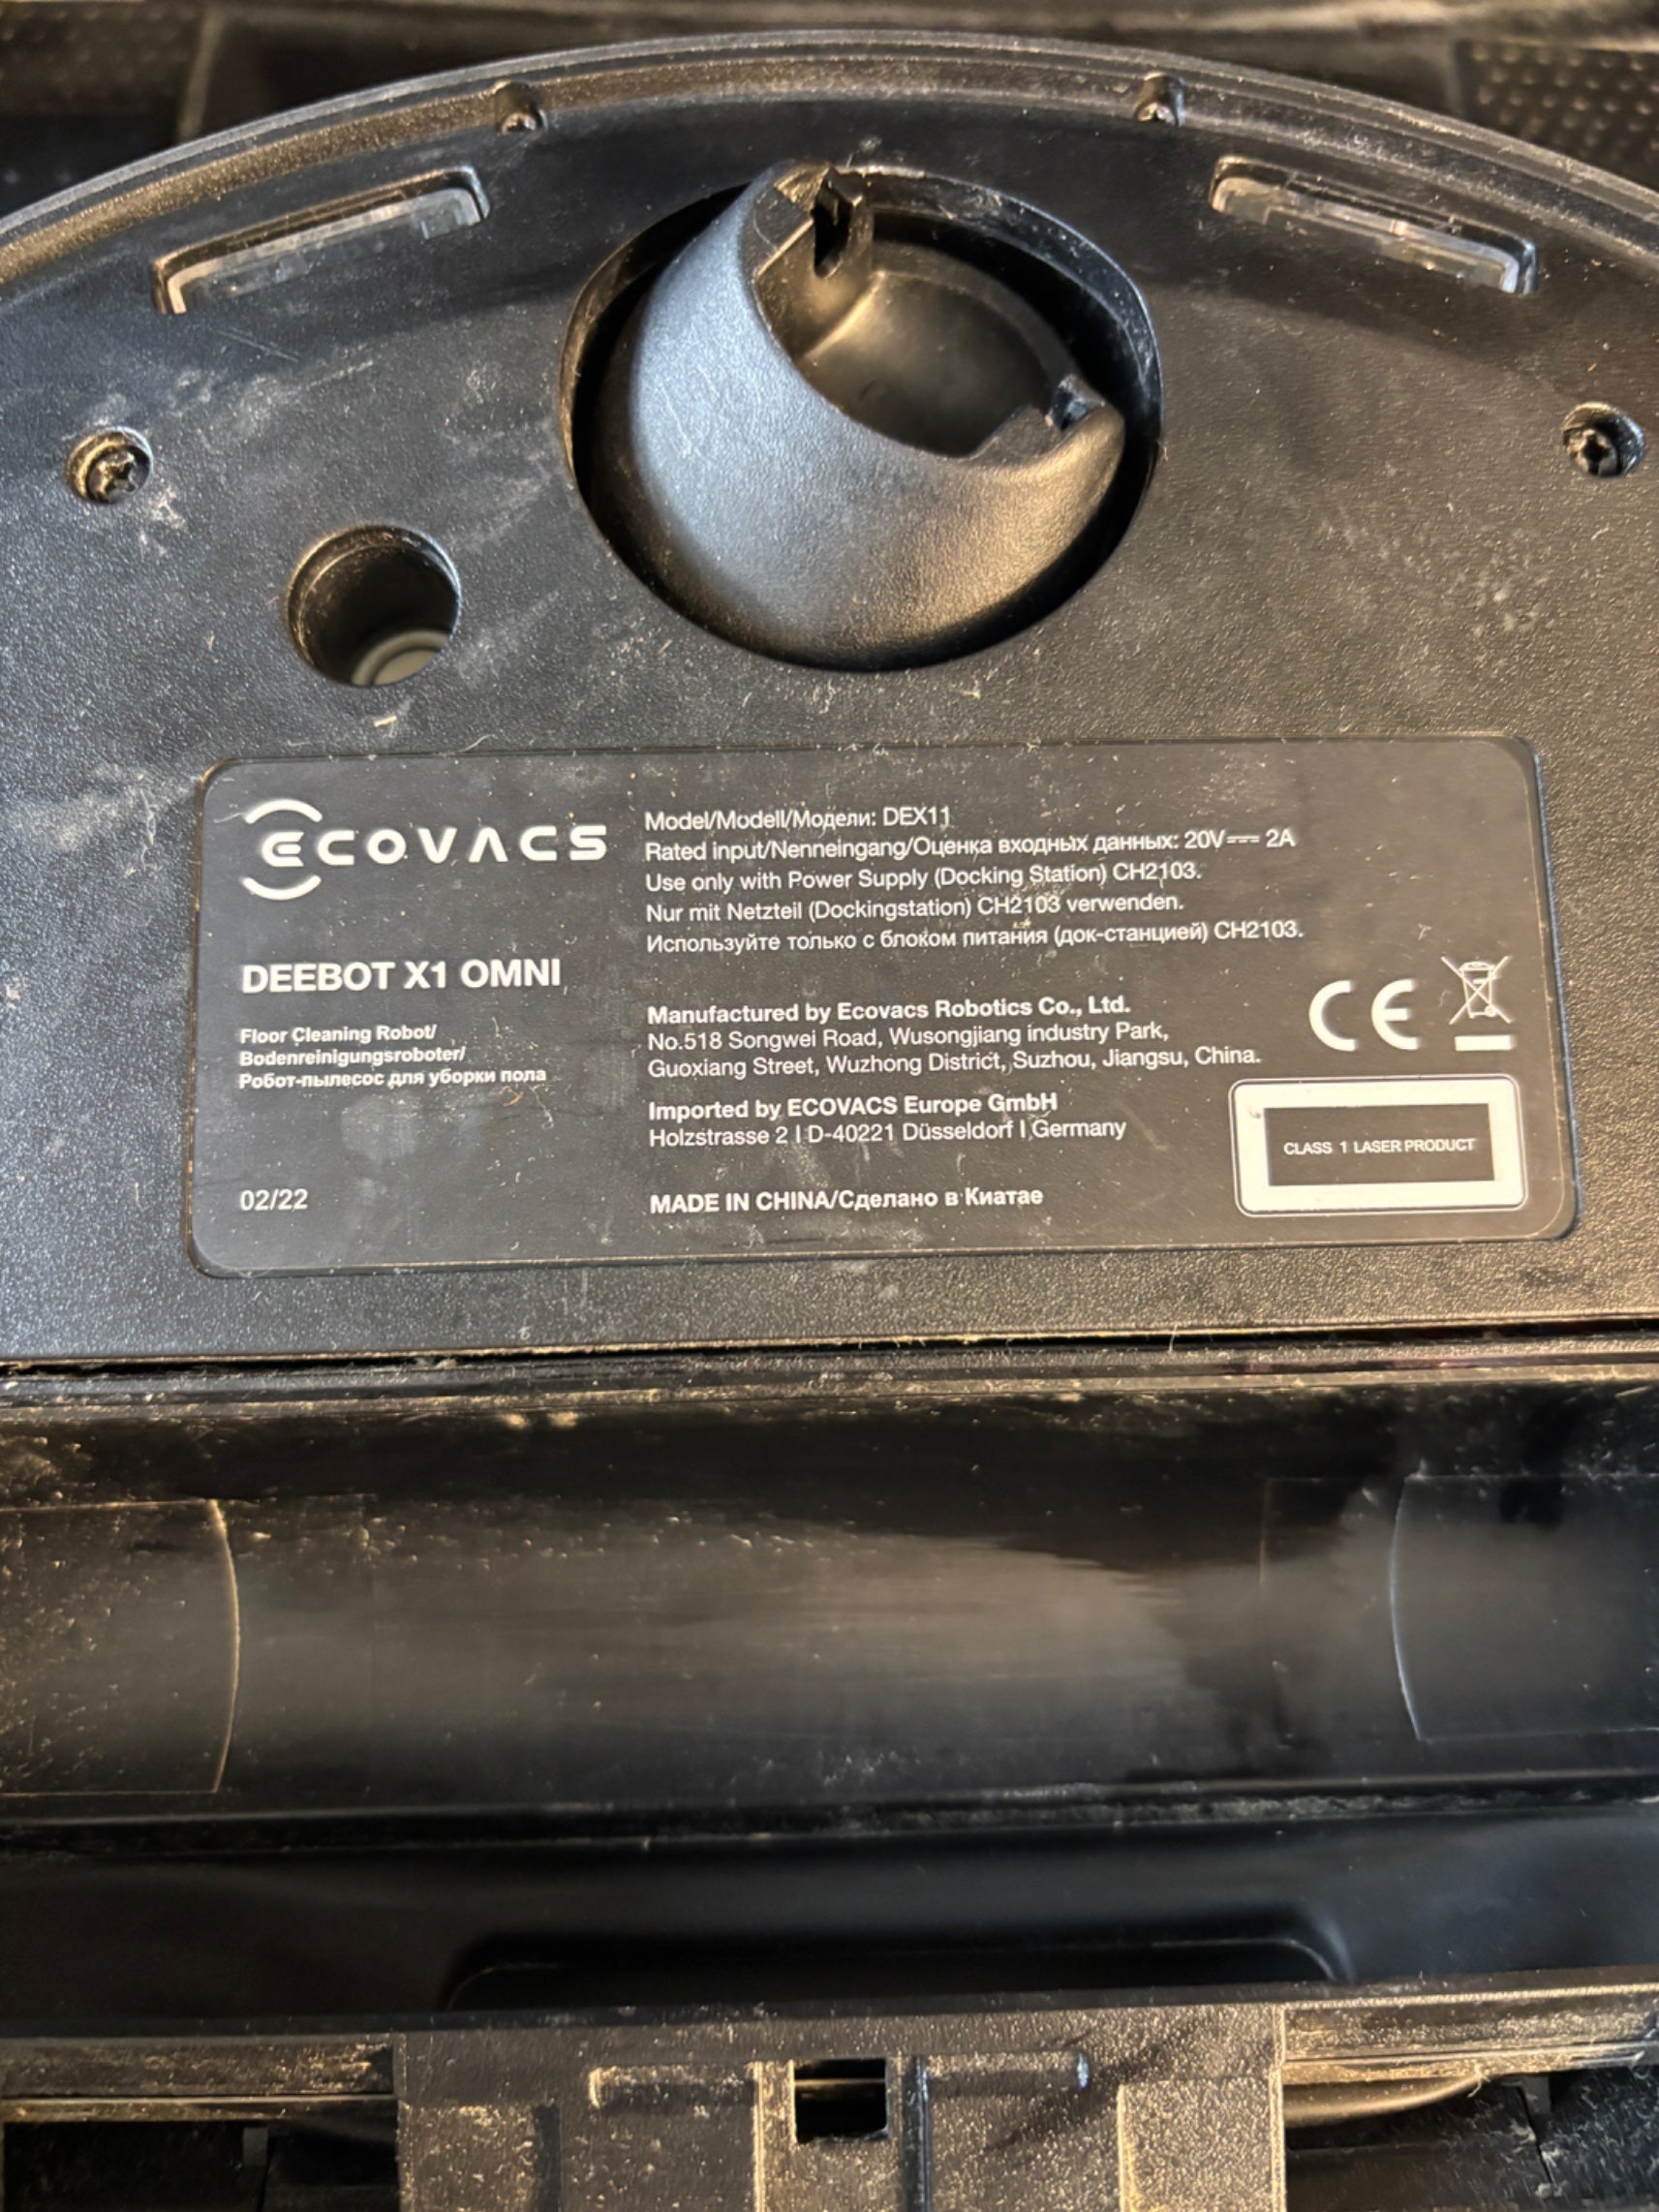 ECOVACS
DEEBOT X1 OMNI
Floor Cleaning Robot/
Bodenreinigungsroboter/
Робот-пылесос для уборки пола
02/22
Model/Modell/Модели: DEX11
Rated input/Nenneingang/Оценка входных данных: 20V⎓ 2A
Use only with Power Supply (Docking Station) CH2103.
Nur mit Netzteil (Dockingstation) CH2103 verwenden.
Используйте только с блоком питания (док-станцией) CH2103.
Manufactured by Ecovacs Robotics Co., Ltd.
No.518 Songwei Road, Wusongjiang industry Park,
Guoxiang Street, Wuzhong District, Suzhou, Jiangsu, China.
Imported by ECOVACS Europe GmbH
Holzstrasse 2 I D-40221 Düsseldorf I Germany
MADE IN CHINA/Сделано в Киатае
CE
CLASS 1 LASER PRODUCT